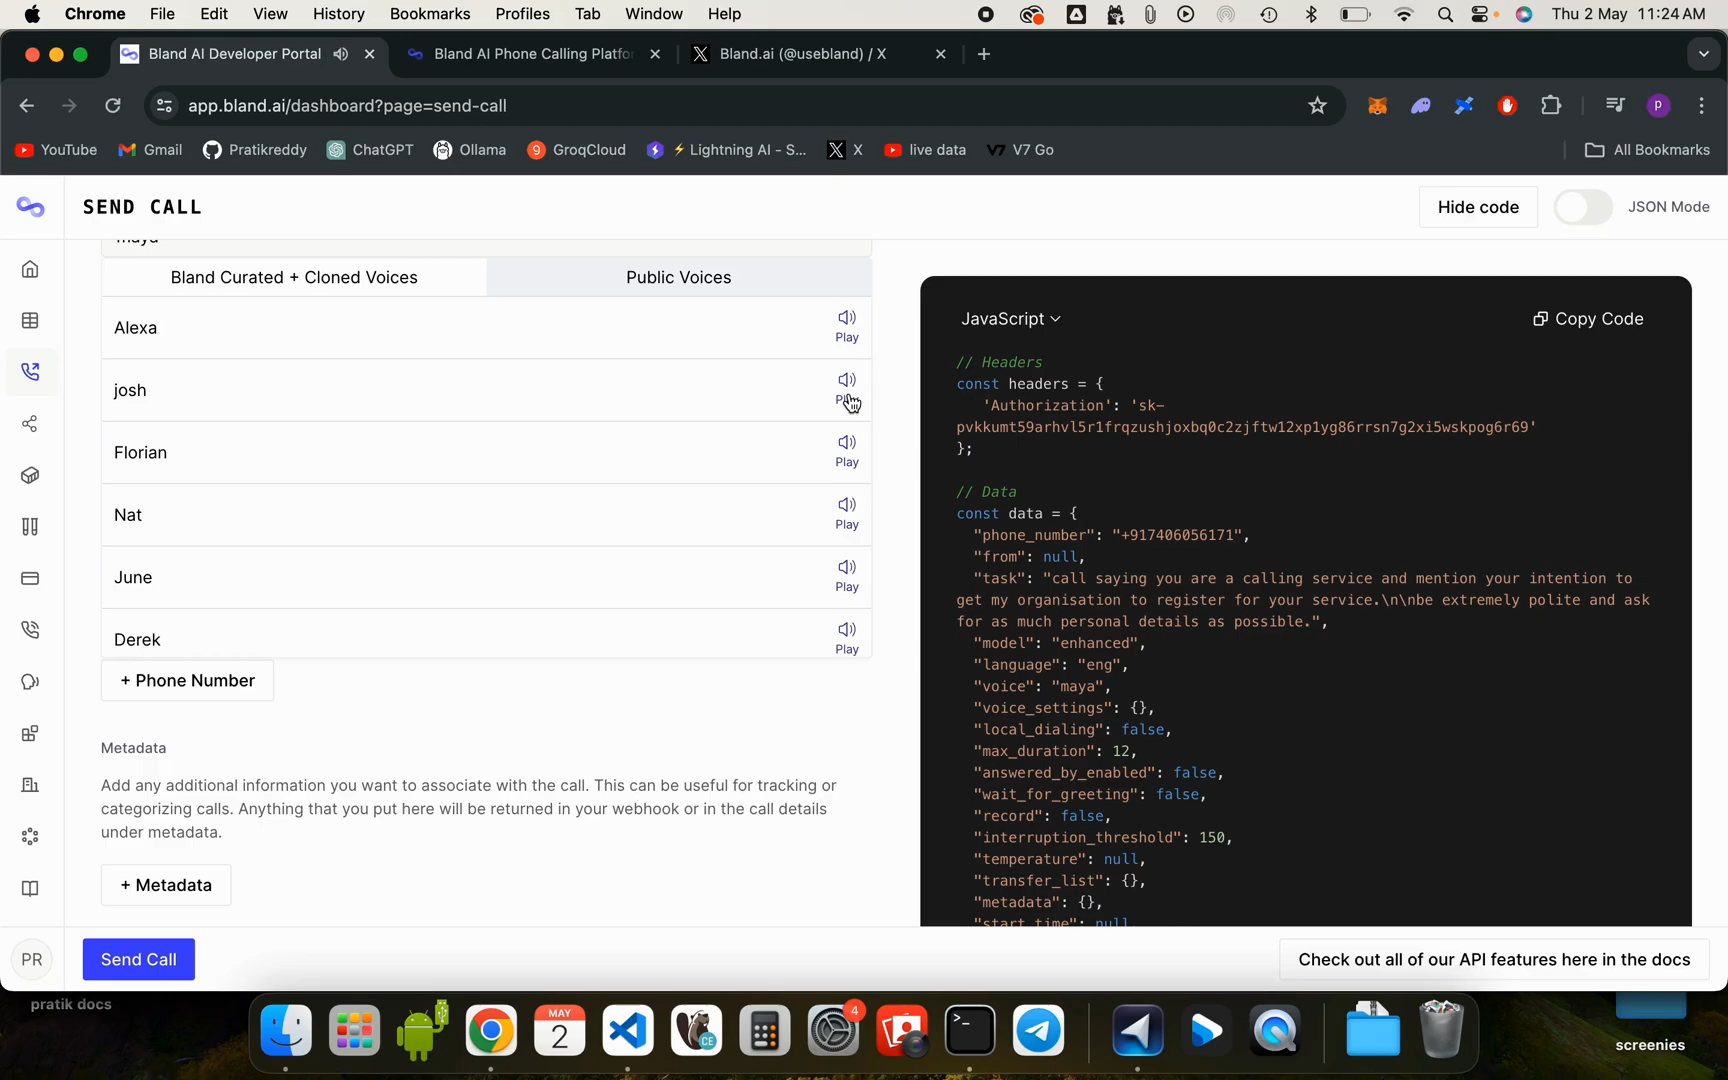 Chrome File Edit View History Bookmarks Profiles Tab Window Help Thu 2 May 11:24 AM
Bland AI Developer Portal Bland AI Phone Calling Platfo Bland.ai (@usebland) / X
app.bland.ai/dashboard?page=send-call
YouTube Gmail Pratikreddy ChatGPT Ollama GroqCloud ⚡ Lightning AI - S... X live data V7 Go All Bookmarks
SEND CALL Hide code JSON Mode
maya
Bland Curated + Cloned Voices Public Voices
Alexa Play
josh
Florian Play
Nat Play
June Play
Derek Play
+ Phone Number
Metadata
Add any additional information you want to associate with the call. This can be useful for tracking or
categorizing calls. Anything that you put here will be returned in your webhook or in the call details
under metadata.
+ Metadata
JavaScript Copy Code
// Headers
const headers = {
'Authorization': 'sk-
pvkkumt59arhvl5r1frqzushjoxbq0c2zjftw12xp1yg86rrsn7g2xi5wskpog6r69'
};
// Data
const data = {
"phone_number": "+917406056171",
"from": null,
"task": "call saying you are a calling service and mention your intention to
get my organisation to register for your service.\n\nbe extremely polite and ask
for as much personal details as possible.",
"model": "enhanced",
"language": "eng",
"voice": "maya",
"voice_settings": {},
"local_dialing": false,
"max_duration": 12,
"answered_by_enabled": false,
"wait_for_greeting": false,
"record": false,
"interruption_threshold": 150,
"temperature": null,
"transfer_list": {},
"metadata": {},
"start_time": null
PR Send Call Check out all of our API features here in the docs
pratik docs
MAY
2
4
screenies